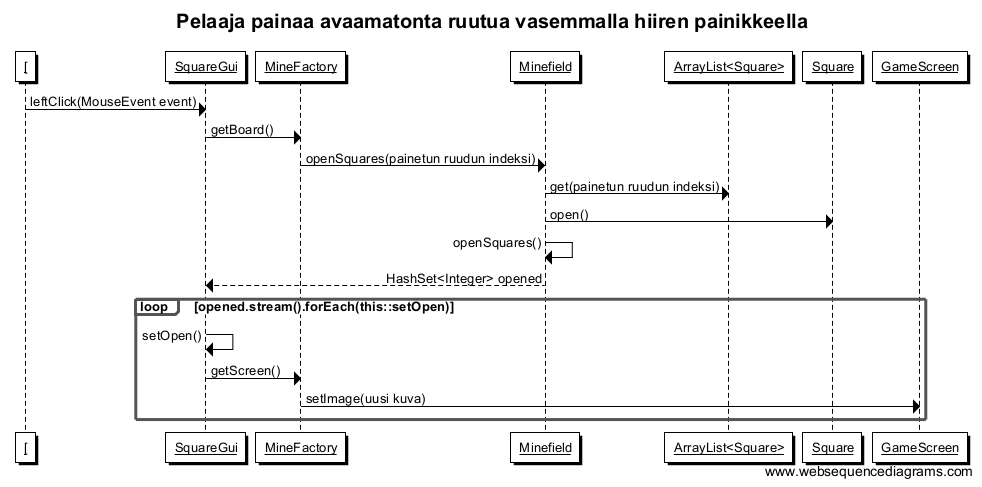 Pelaaja painaa avaamatonta ruutua vasemmalla hiiren painikkeella
[ SquareGui MineFactory Minefield ArrayList<Square> Square GameScreen
leftClick(MouseEvent event)
getBoard()
openSquares(painetun ruudun indeksi)
get(painetun ruudun indeksi)
open()
openSquares()
HashSet<Integer> opened
loop [opened.stream().forEach(this::setOpen)]
setOpen()
getScreen()
setImage(uusi kuva)
[ SquareGui MineFactory Minefield ArrayList<Square> Square GameScreen
www.websequencediagrams.com